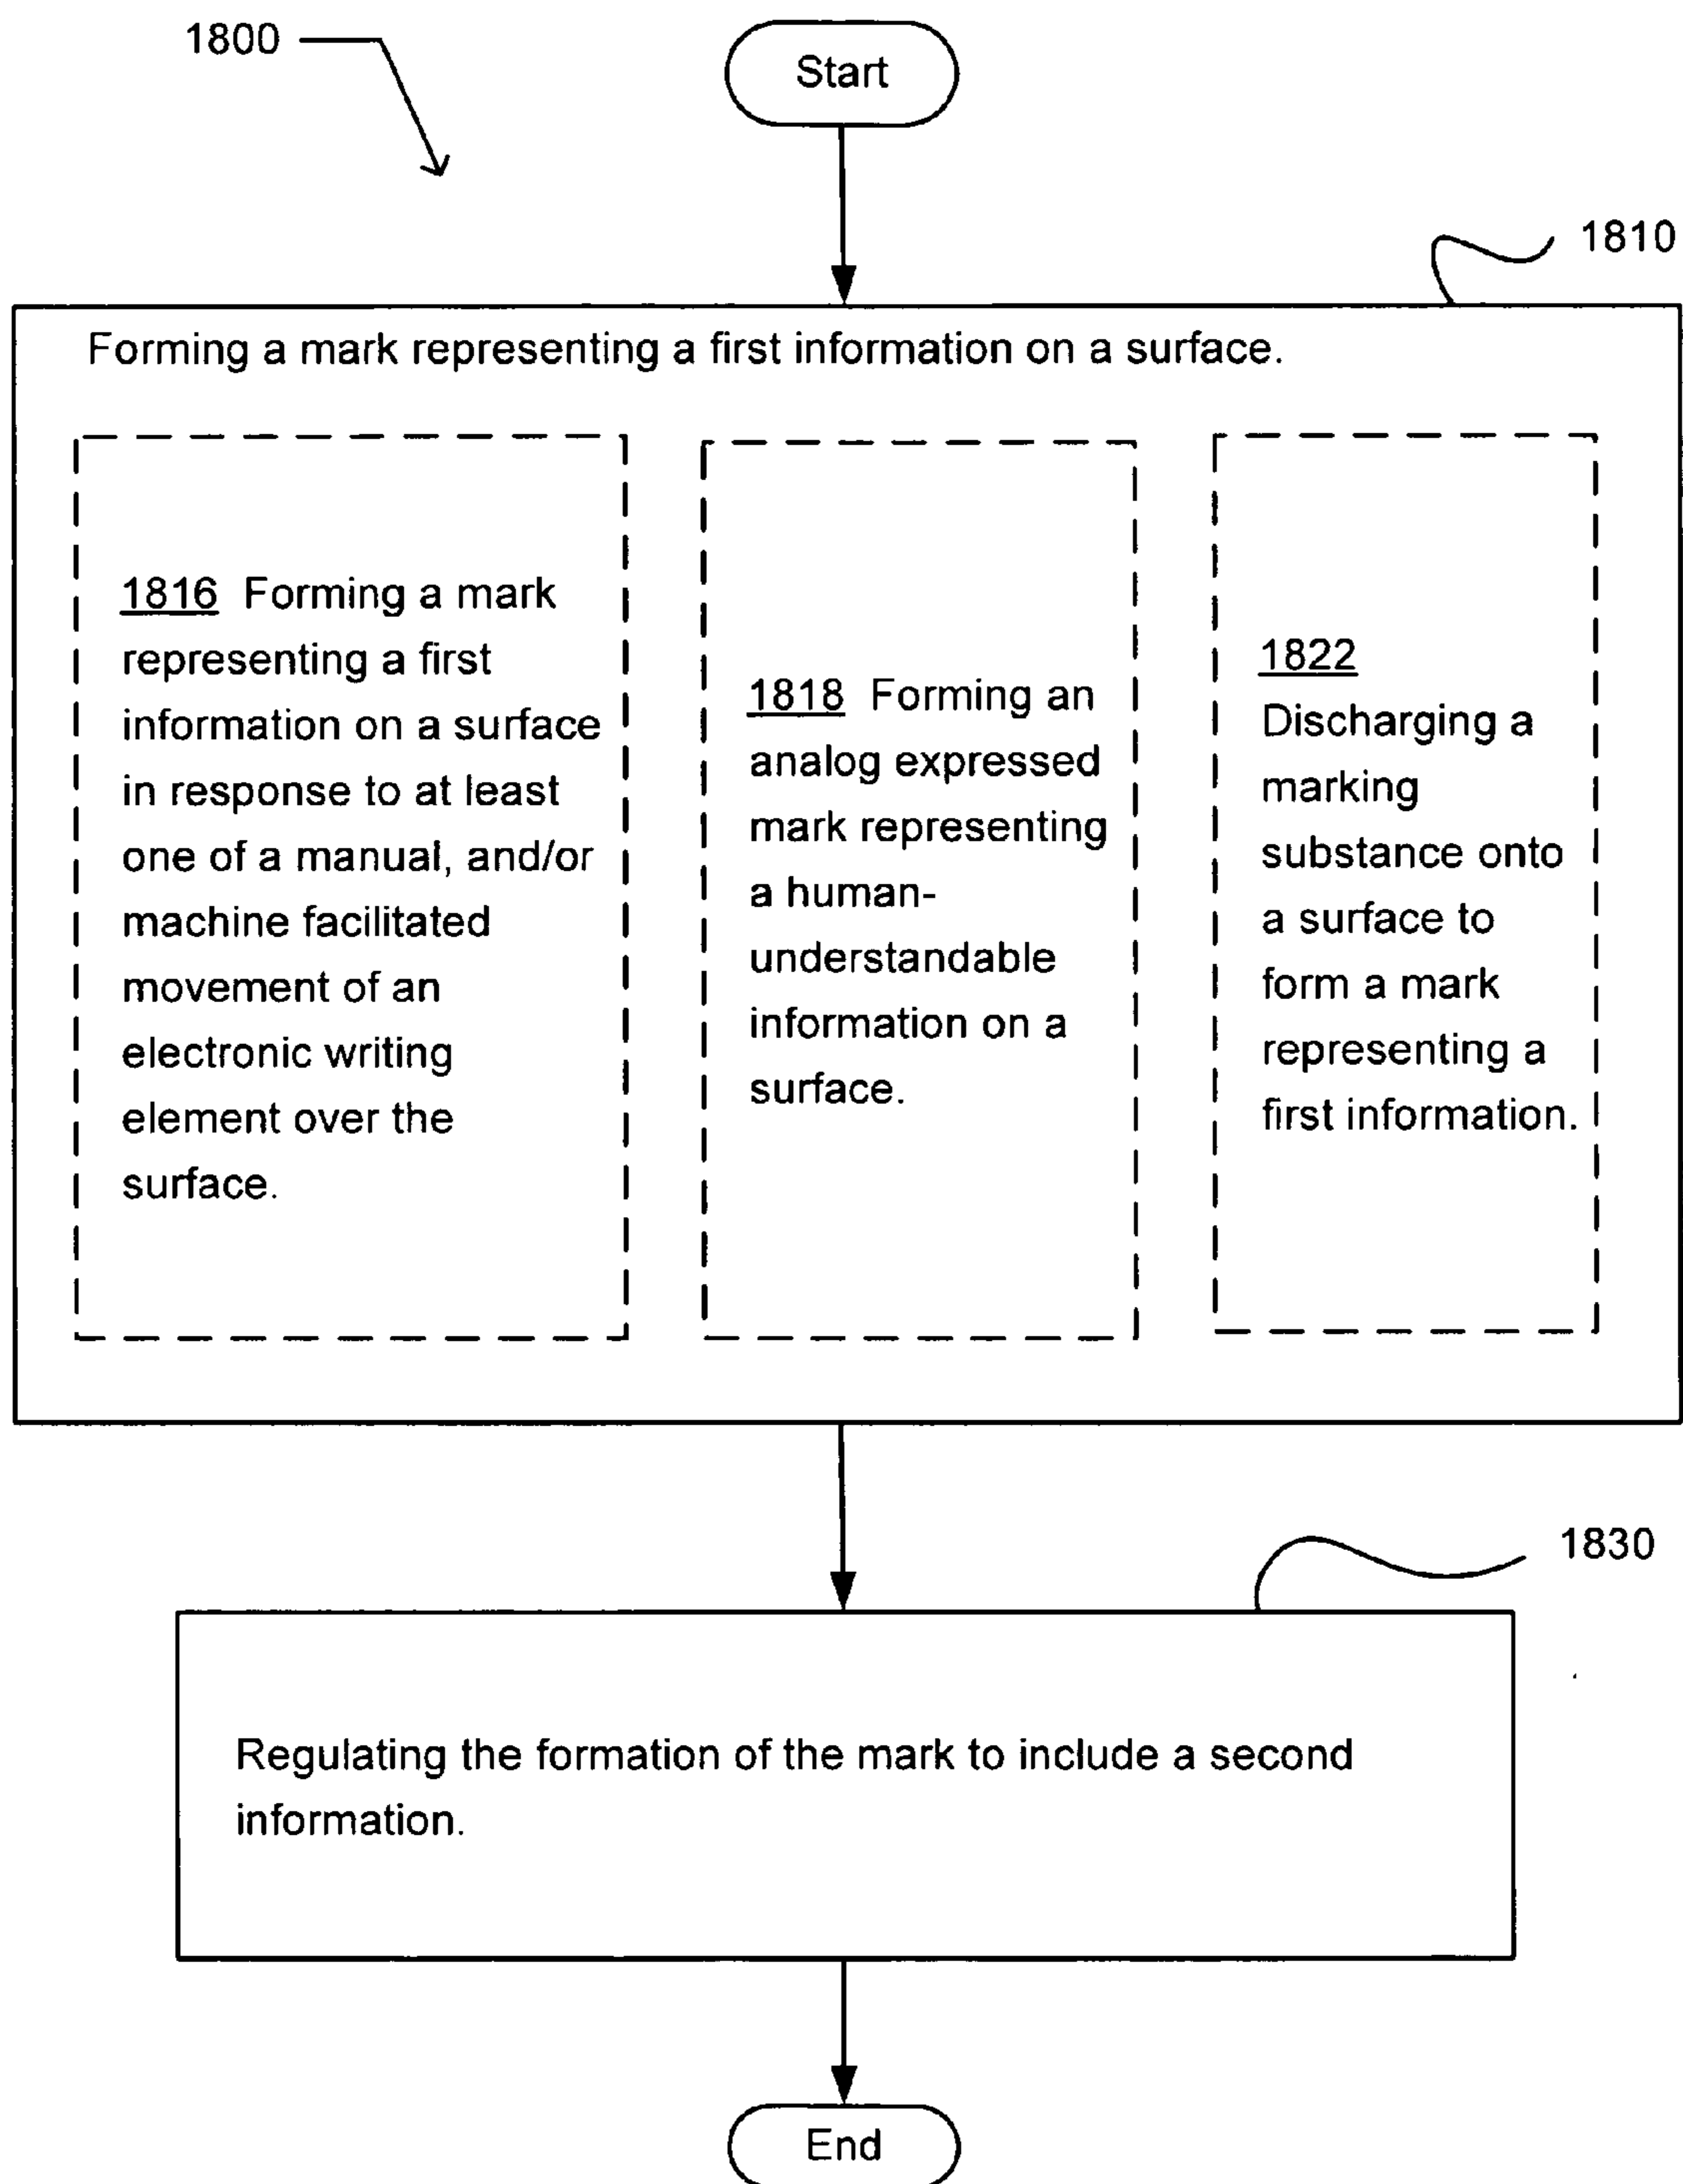 1800
Start
1810
Forming a mark representing a first information on a surface.
1816 Forming a mark
representing a first
information on a surface
in response to at least
one of a manual, and/or
machine facilitated
movement of an
electronic writing
element over the
surface.
1818 Forming an
analog expressed
mark representing
a human-
understandable
information on a
surface.
1822
Discharging a
marking
substance onto
a surface to
form a mark
representing a
first information.
1830
Regulating the formation of the mark to include a second
information.
End